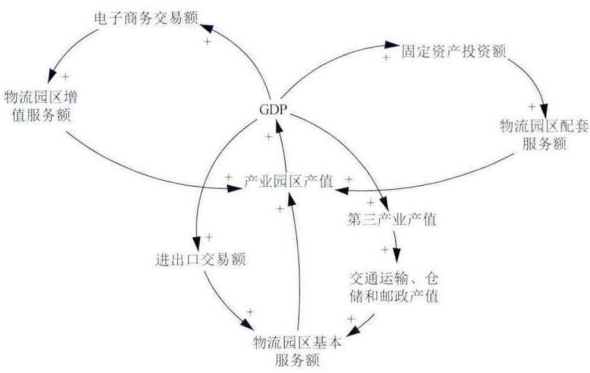 电子商务交易额
+
+
固定资产投资额
+
物流园区增
值服务额
GDP
+
物流园区配套
服务额
+
+
产业园区产值
+
+
+
第三产业产值
+
进出口交易额
+
交通运输、仓
储和邮政产值
+
+
物流园区基本
服务额